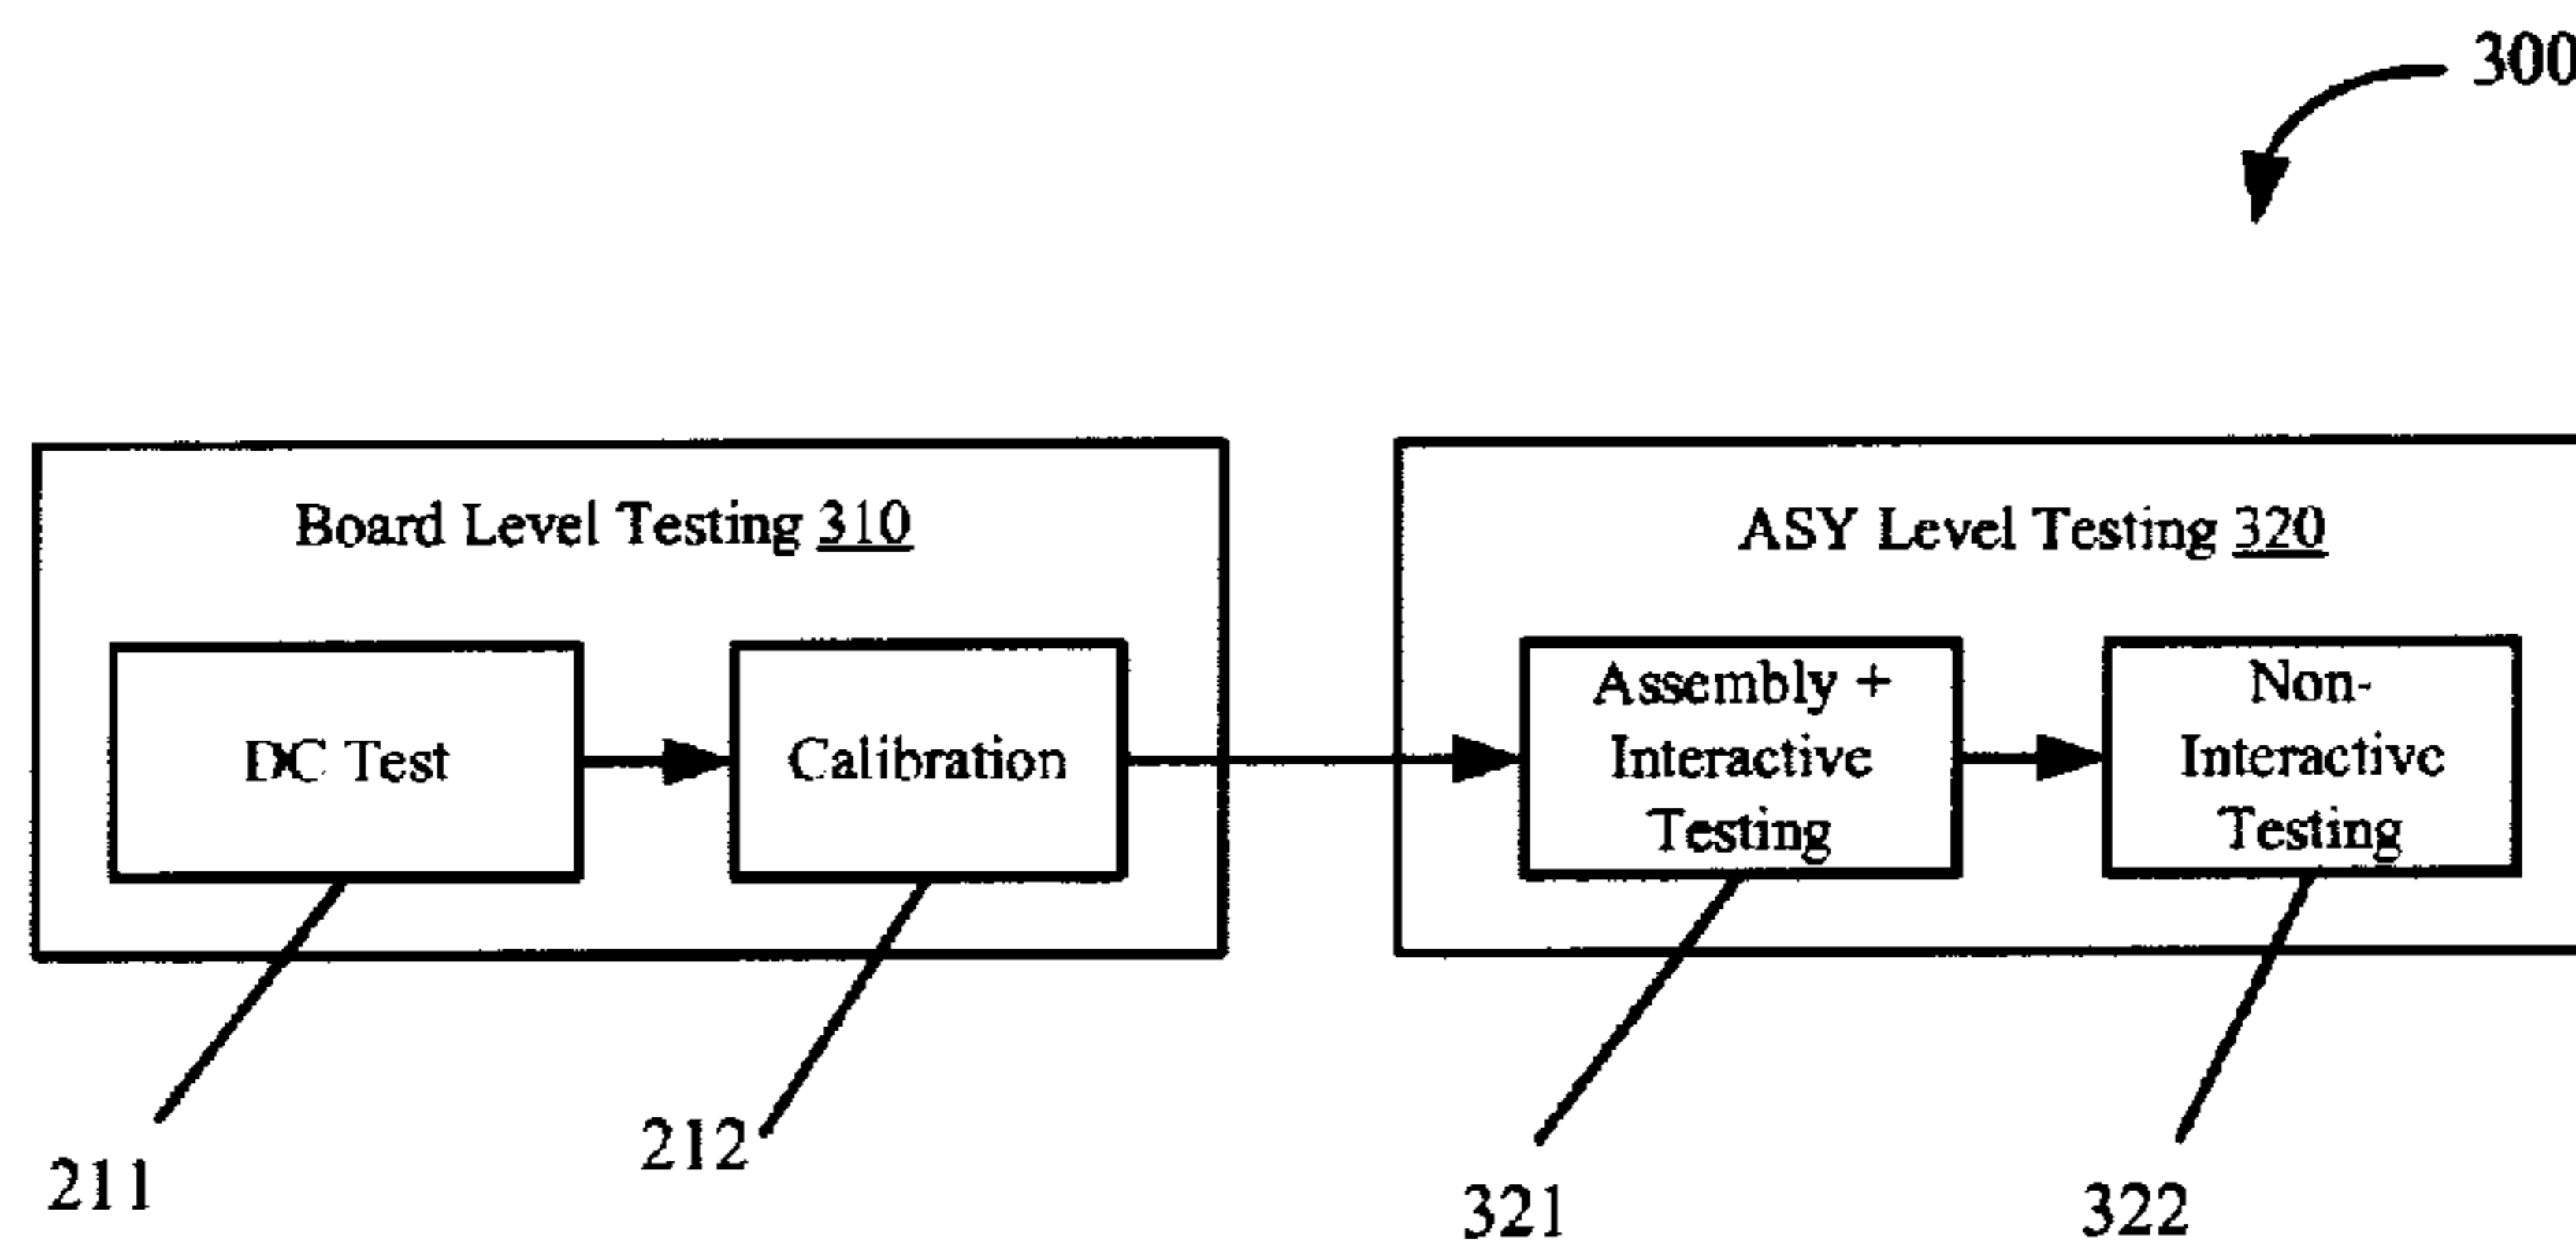 300
Board Level Testing 310
ASY Level Testing 320
DC Test
Calibration
Assembly +
Interactive
Testing
Non-
Interactive
Testing
211
212
321
322